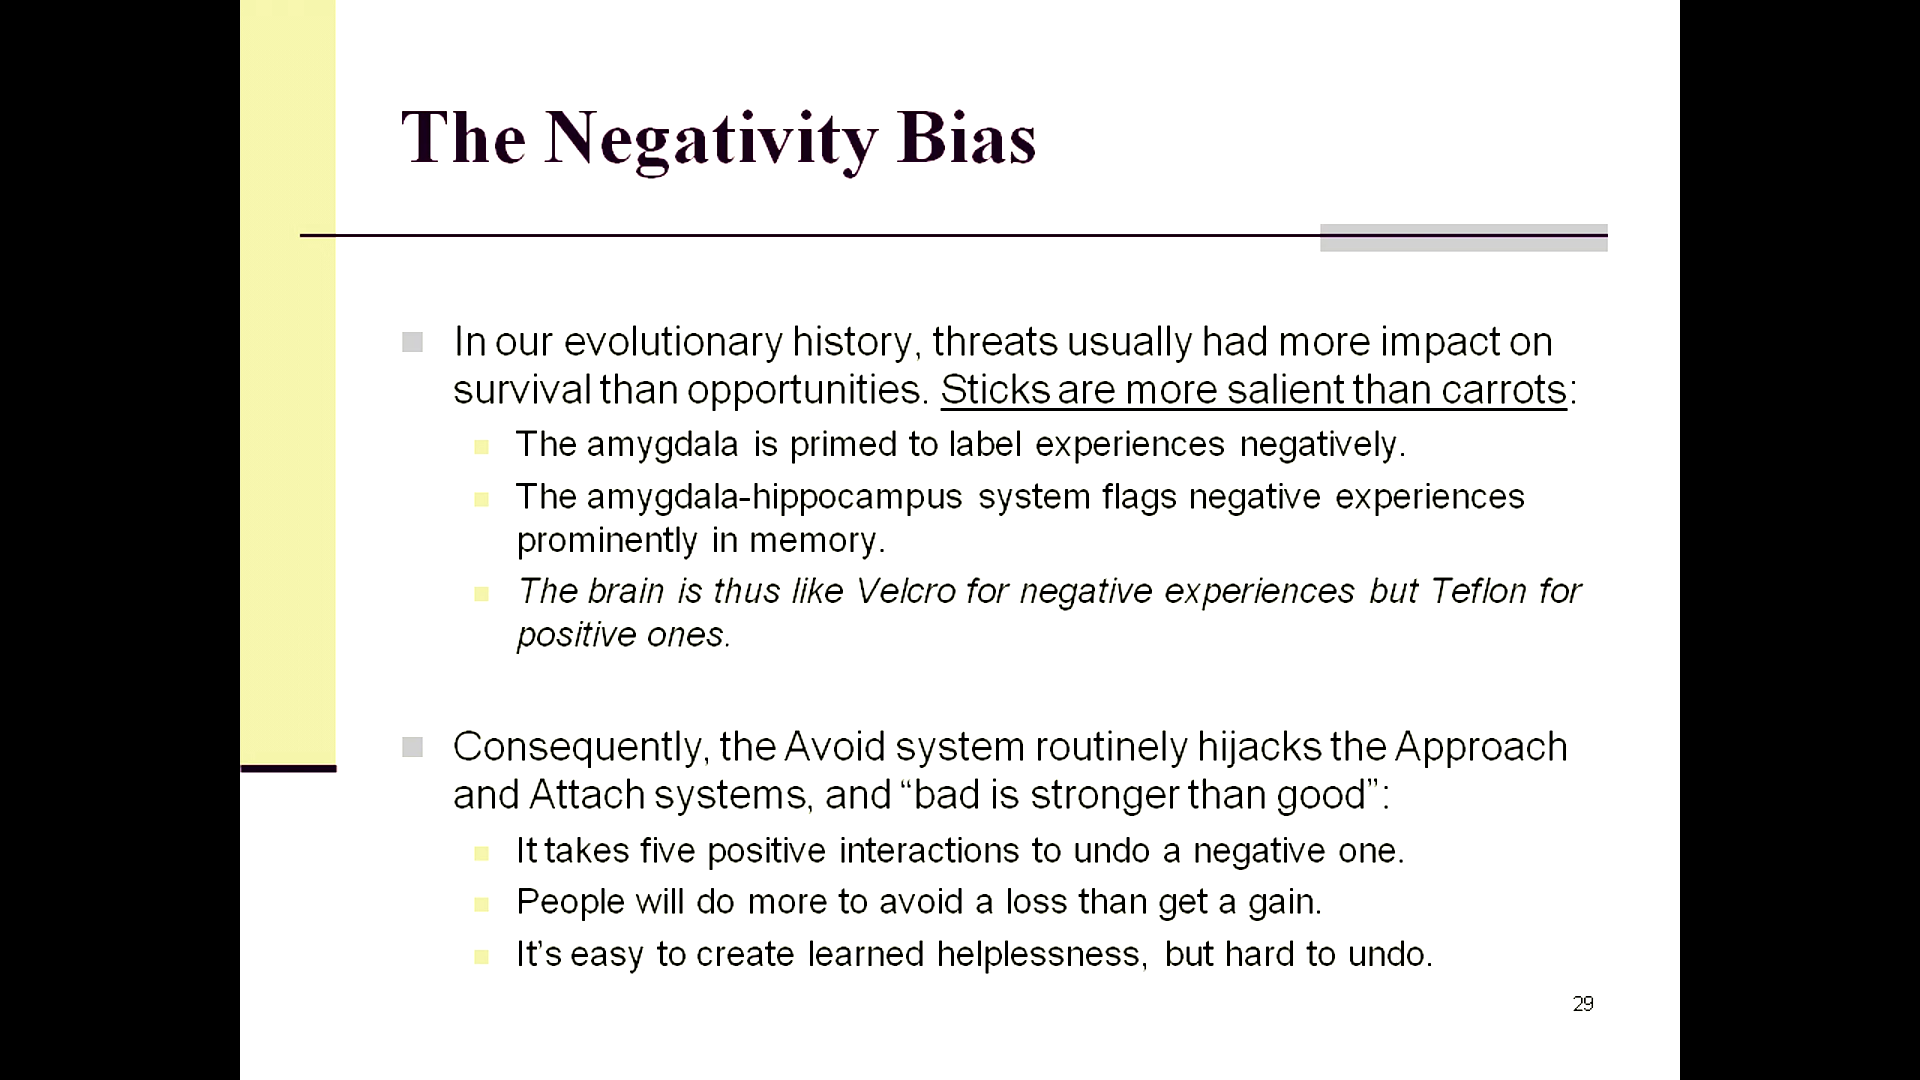 The Negativity Bias
In our evolutionary history, threats usually had more impact on
survival than opportunities. Sticks are more salient than carrots:
The amygdala is primed to label experiences negatively.
The amygdala-hippocampus system flags negative experiences
prominently in memory.
The brain is thus like Velcro for negative experiences but Teflon for
positive ones.
Consequently, the Avoid system routinely hijacks the Approach
and Attach systems, and “bad is stronger than good”:
It takes five positive interactions to undo a negative one.
People will do more to avoid a loss than get a gain.
It’s easy to create learned helplessness, but hard to undo.
29